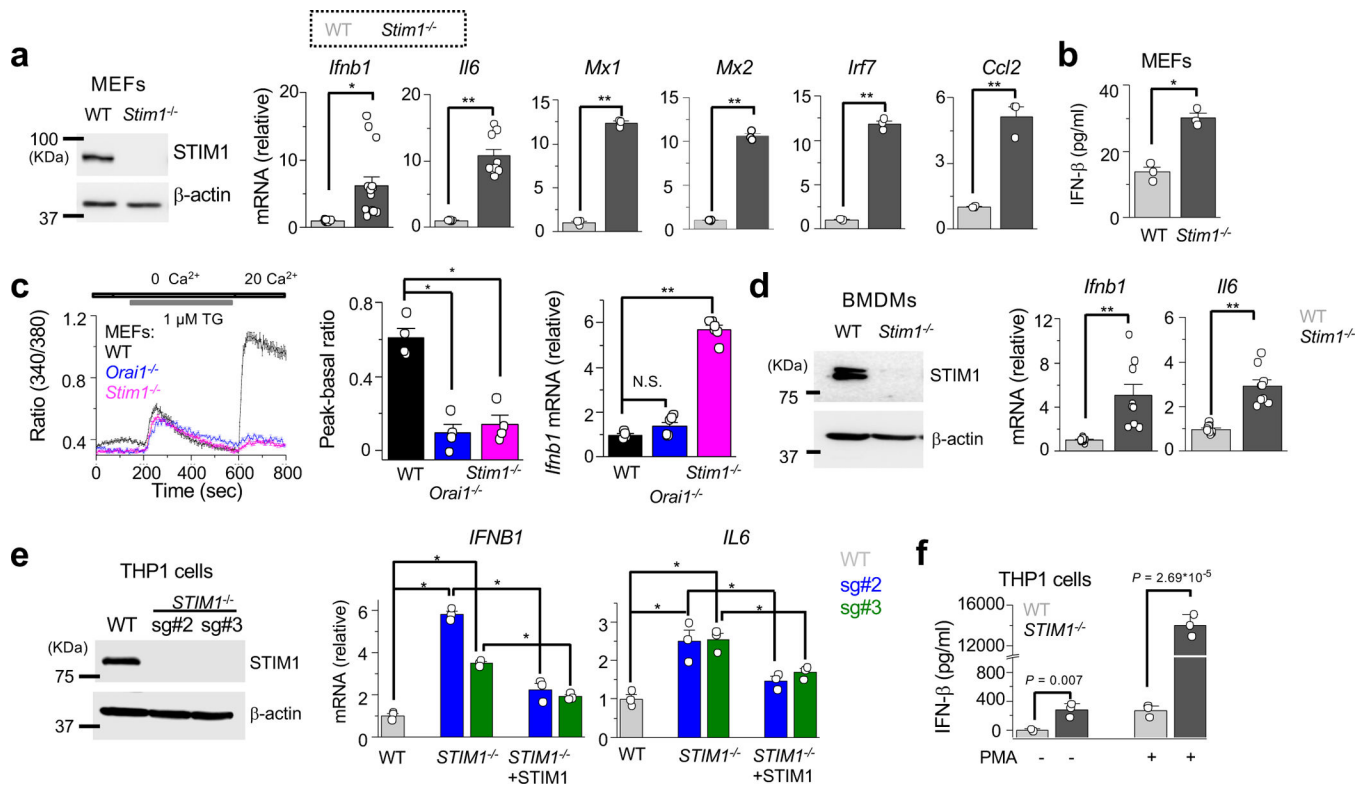 WT Stim1-/-
a
MEFs
WT Stim1-/-
100
(KDa)
STIM1
β-actin
37
mRNA (relative)
Ifnb1
20
15
10
5
0
*
Il6
20
15
10
5
0
**
Mx1
15
10
5
0
**
Mx2
15
10
5
0
**
Irf7
15
10
5
0
**
Ccl2
6
3
0
**
b
MEFs
IFN-β (pg/ml)
40
20
0
*
WT Stim1-/-
c
0 Ca2+ 20 Ca2+
1 μM TG
MEFs:
WT
Orai1-/-
Stim1-/-
Ratio (340/380)
1.2
0.8
0.4
0 200 400 600 800
Time (sec)
Peak-basal ratio
0.8
0.4
0
*
*
WT Stim1-/-
Orai1-/-
Ifnb1 mRNA (relative)
6
4
2
0
**
N.S.
WT Stim1-/-
Orai1-/-
d
BMDMs
WT Stim1-/-
(KDa)
75
STIM1
β-actin
37
mRNA (relative)
Ifnb1
12
8
4
0
**
Il6
6
4
2
0
**
WT
Stim1-/-
e
THP1 cells
STIM1-/-
WT sg#2 sg#3
(KDa)
75
STIM1
β-actin
37
mRNA (relative)
IFNB1
6
4
2
0
*
*
*
*
WT STIM1-/- STIM1-/-
+STIM1
IL6
3
2
1
0
*
*
*
*
WT STIM1-/- STIM1-/-
+STIM1
WT
sg#2
sg#3
f
THP1 cells
WT
STIM1-/-
IFN-β (pg/ml)
16000
14000
12000
800
400
0
P = 0.007
P = 2.69*10-5
PMA - - + +